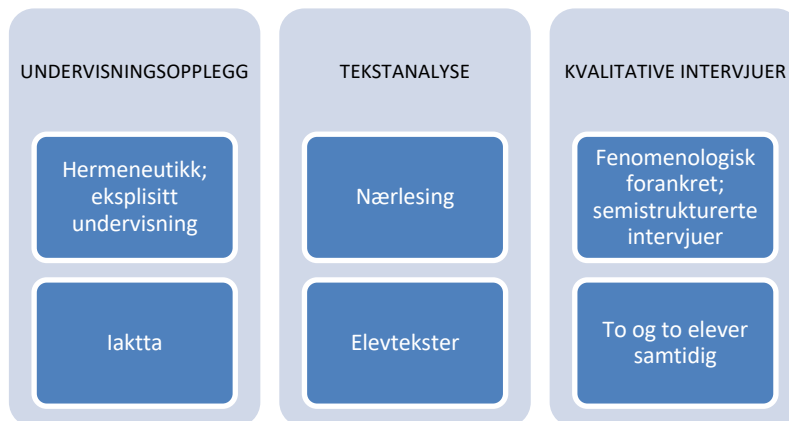 UNDERVISNINGSOPPLEGG
Hermeneutikk;
eksplisitt
undervisning
Iaktta
TEKSTANALYSE
Nærlesing
Elevtekster
KVALITATIVE INTERVJUER
Fenomenologisk
forankret;
semistrukturerte
intervjuer
To og to elever
samtidig